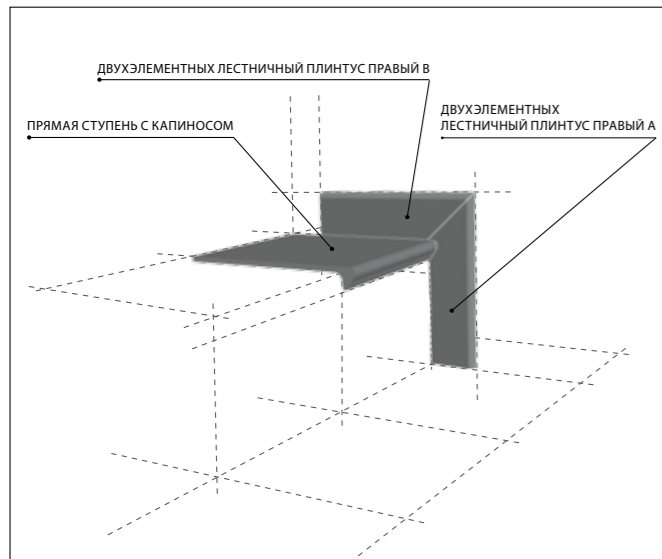 ДВУХЭЛЕМЕНТНЫХ ЛЕСТНИЧНЫЙ ПЛИНТУС ПРАВЫЙ В
ПРЯМАЯ СТУПЕНЬ С КАПИНОСОМ
ДВУХЭЛЕМЕНТНЫХ
ЛЕСТНИЧНЫЙ ПЛИНТУС ПРАВЫЙ А